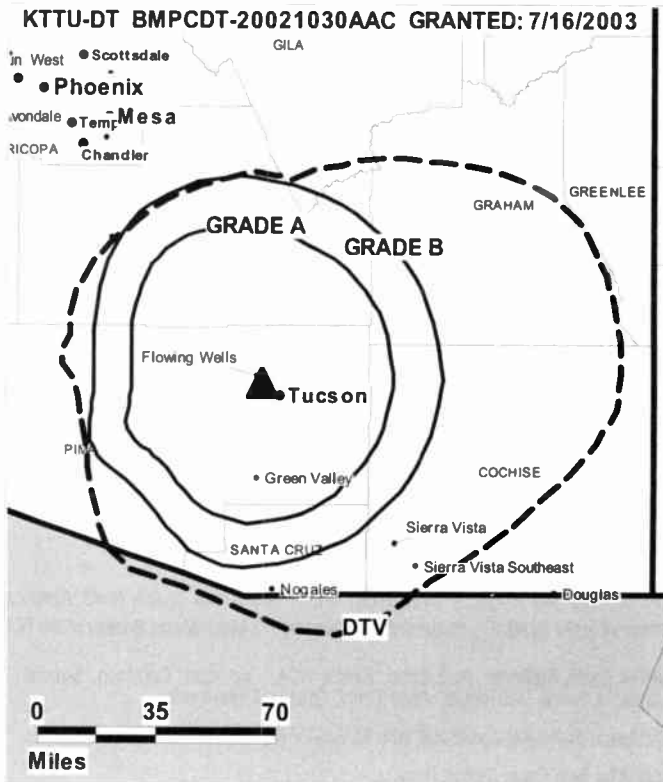 KTTU-DT BMPCDT-20021030AAC GRANTED: 7/16/2003
GILA
Scottsdale
West
Phoenix
Mesa
Chandler
RICOPA
GREENLEE
GRAHAM
GRADE A
GRADE B
Flowing Wells
Tucson
PIMA
Green Valley
COCHISE
Sierra Vista
SANTA CRUZ
Sierra Vista Southeast
Nogales
Douglas
DTV
0 35 70
Miles